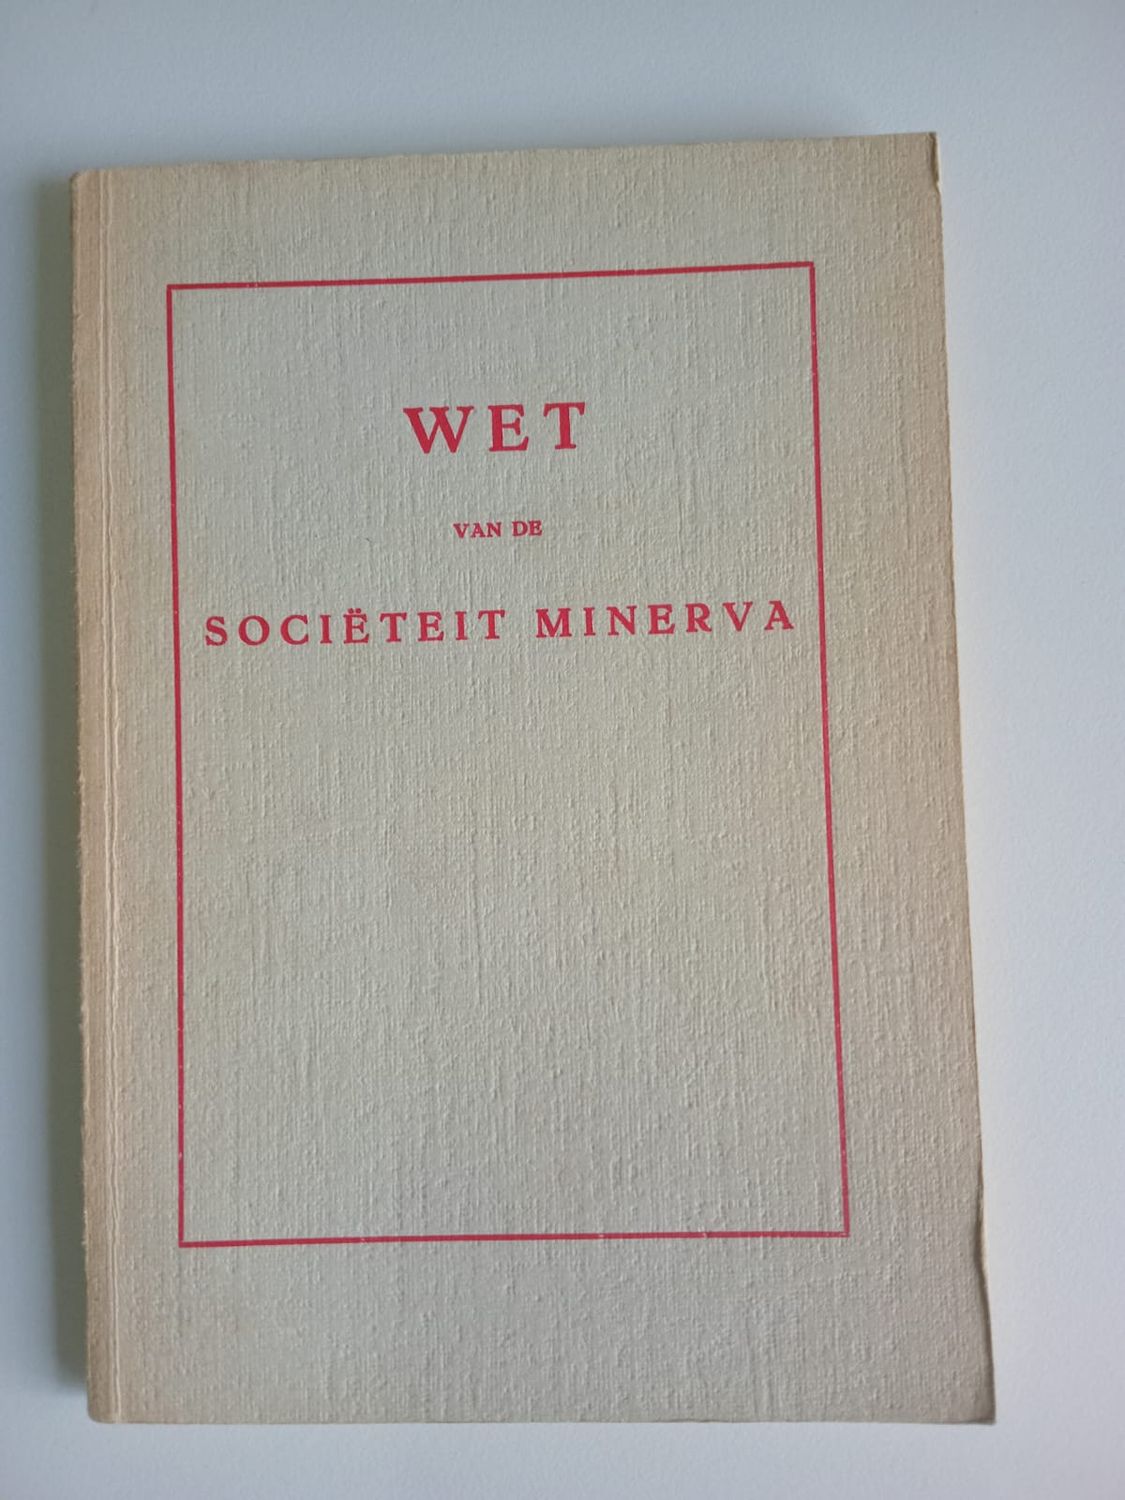 WET
VAN DE
SOCIËTEIT MINERVA